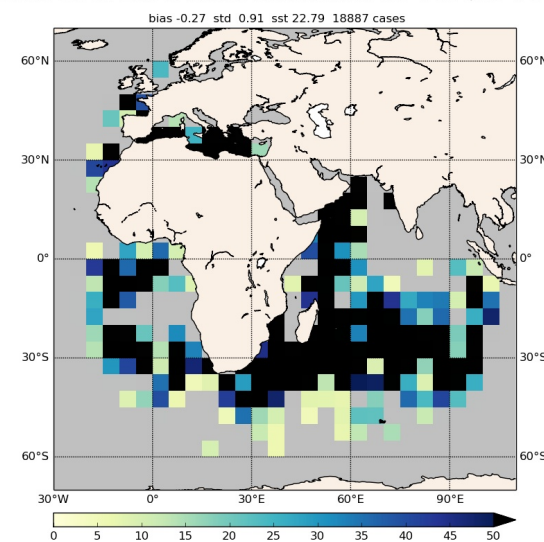 bias -0.27 std 0.91 sst 22.79 18887 cases
60°N 60°N
30°N 30°N
0° 0°
30°S 30°S
60°S 60°S
30°W 0° 30°E 60°E 90°E
0 5 10 15 20 25 30 35 40 45 50